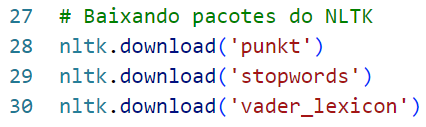 27 # Baixando pacotes do NLTK
28 nltk.download('punkt')
29 nltk.download('stopwords')
30 nltk.download('vader_lexicon')